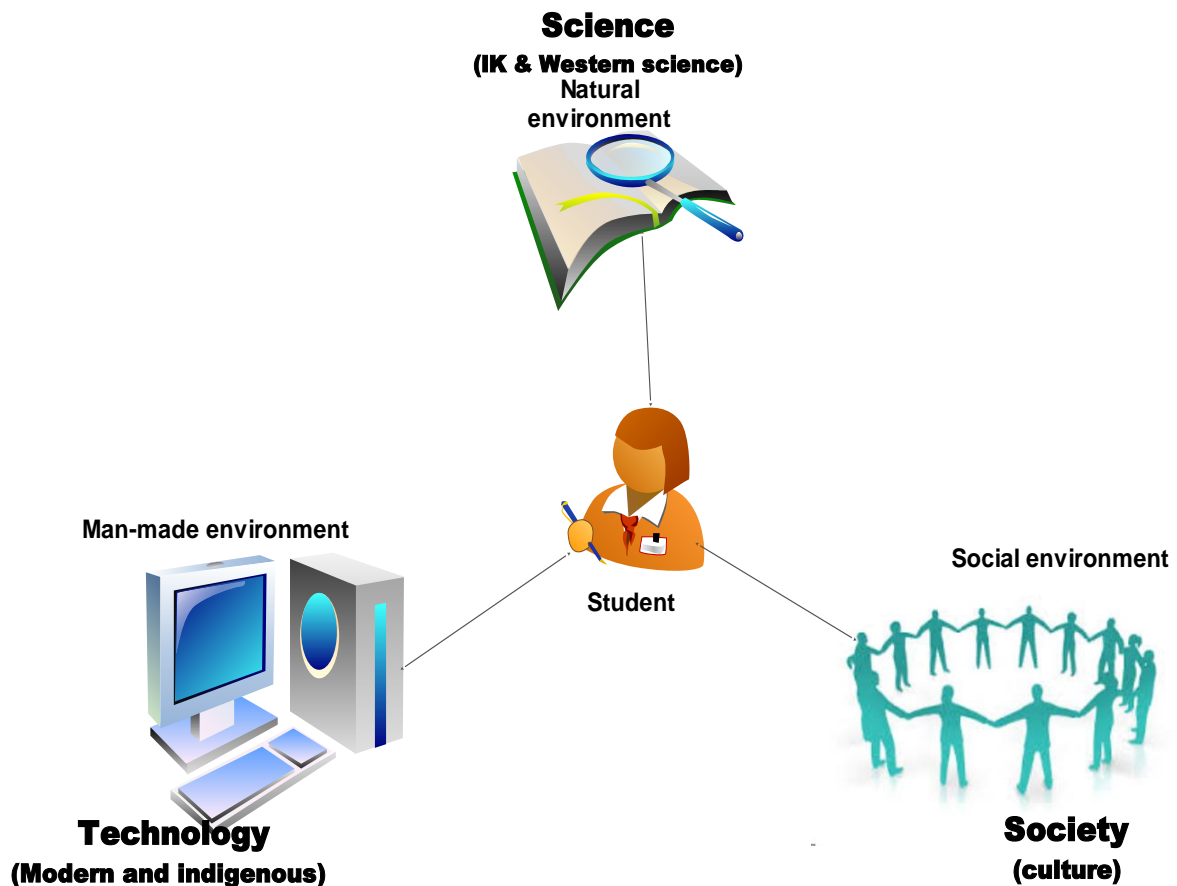 Science
(IK & Western science)
Natural
environment
Man-made environment
Social environment
Student
Technology
(Modern and indigenous)
Society
(culture)